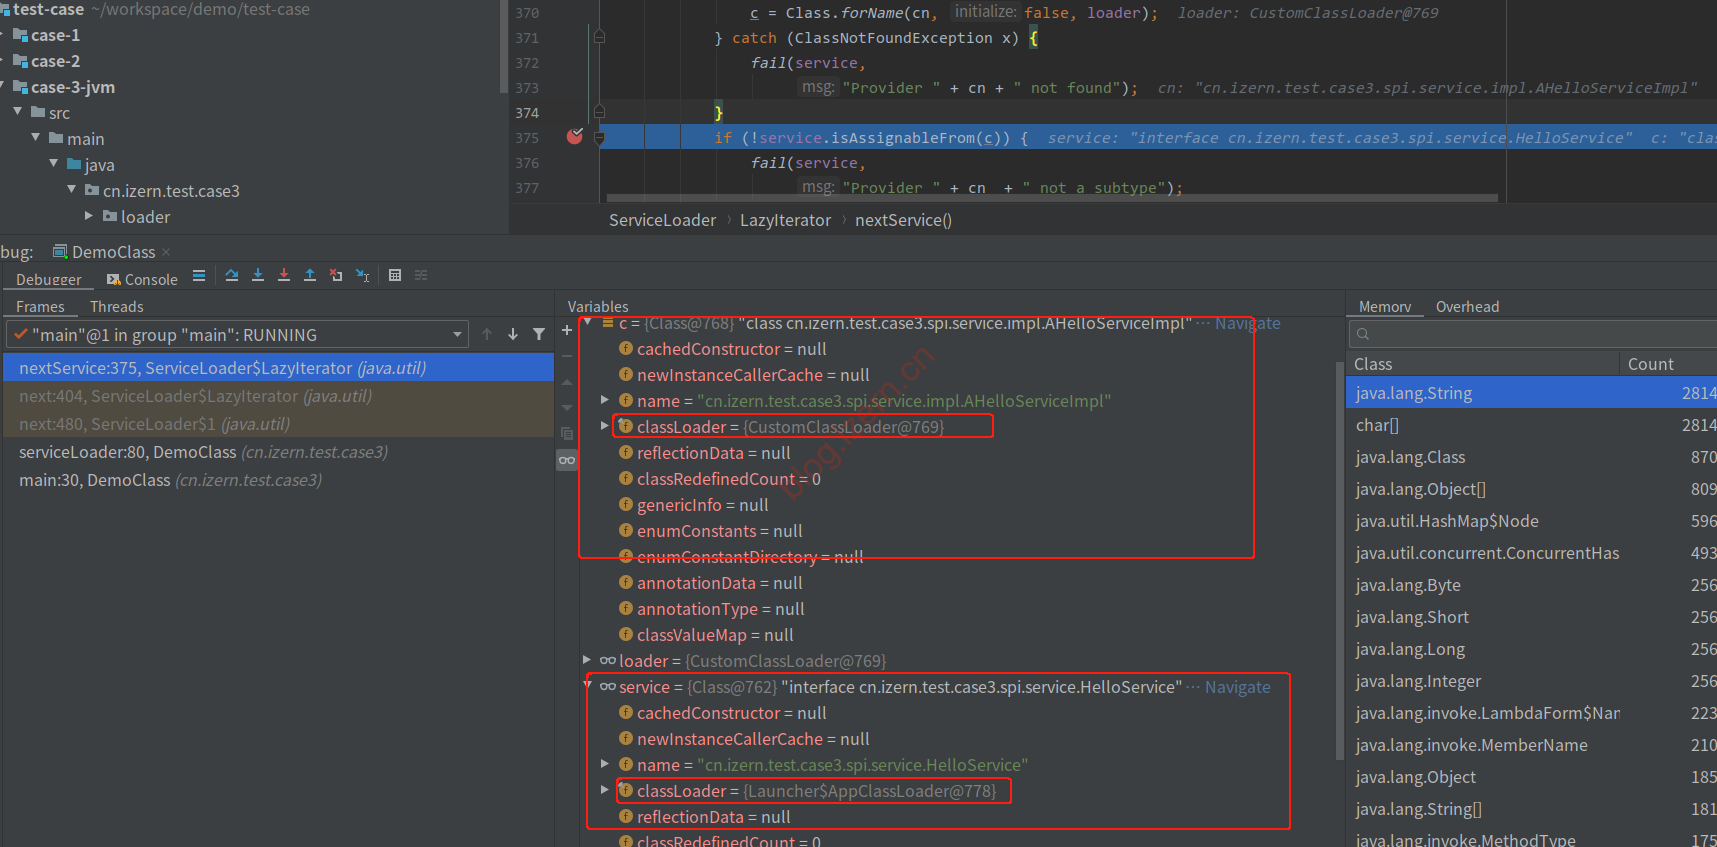 test-case ~/workspace/demo/test-case
case-1
case-2
case-3-jvm
src
main
java
cn.izern.test.case3
loader
370 c = Class.forName(cn, initialize: false, loader); loader: CustomClassLoader@769
371 } catch (ClassNotFoundException x) {
372 fail(service,
373 msg: "Provider " + cn + " not found"); cn: "cn.izern.test.case3.spi.service.impl.AHelloServiceImpl"
374 }
375 if (!service.isAssignableFrom(c)) { service: "interface cn.izern.test.case3.spi.service.HelloService" c: "clas
376 fail(service,
377 msg: "Provider " + cn + " not a subtype");
ServiceLoader › LazyIterator › nextService()
bug: DemoClass ×
Debugger Console
Frames Threads
"main"@1 in group "main": RUNNING
nextService:375, ServiceLoader$LazyIterator (java.util)
next:404, ServiceLoader$LazyIterator (java.util)
next:480, ServiceLoader$1 (java.util)
serviceLoader:80, DemoClass (cn.izern.test.case3)
main:30, DemoClass (cn.izern.test.case3)
Variables
c = {Class@768} "class cn.izern.test.case3.spi.service.impl.AHelloServiceImpl" ... Navigate
cachedConstructor = null
newInstanceCallerCache = null
name = "cn.izern.test.case3.spi.service.impl.AHelloServiceImpl"
classLoader = {CustomClassLoader@769}
reflectionData = null
classRedefinedCount = 0
genericInfo = null
enumConstants = null
enumConstantDirectory = null
annotationData = null
annotationType = null
classValueMap = null
loader = {CustomClassLoader@769}
service = {Class@762} "interface cn.izern.test.case3.spi.service.HelloService" ... Navigate
cachedConstructor = null
newInstanceCallerCache = null
name = "cn.izern.test.case3.spi.service.HelloService"
classLoader = {Launcher$AppClassLoader@778}
reflectionData = null
classRedefinedCount = 0
blog.izern.cn
Memory Overhead
Class Count
java.lang.String 2814
char[] 2814
java.lang.Class 870
java.lang.Object[] 809
java.util.HashMap$Node 596
java.util.concurrent.ConcurrentHas 493
java.lang.Byte 256
java.lang.Short 256
java.lang.Long 256
java.lang.Integer 256
java.lang.invoke.LambdaForm$Nar 223
java.lang.invoke.MemberName 210
java.lang.Object 185
java.lang.String[] 181
java.lang.invoke.MethodType 175